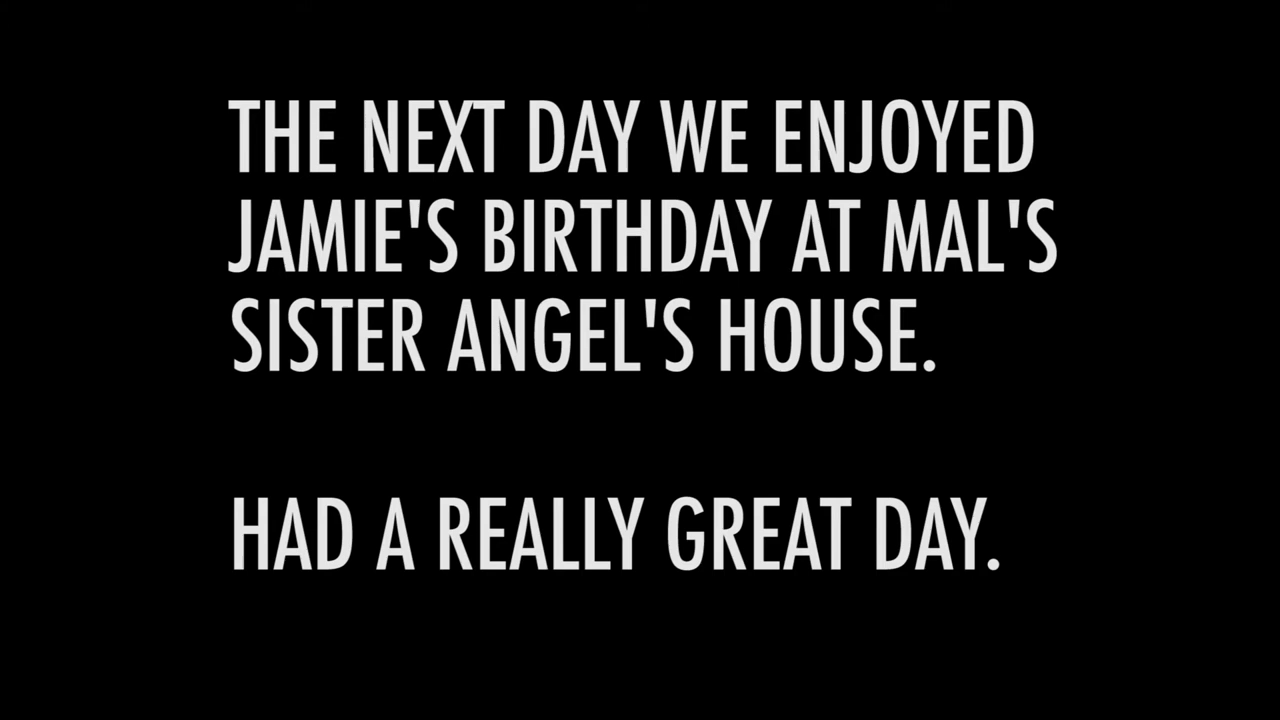 THE NEXT DAY WE ENJOYED
JAMIE'S BIRTHDAY AT MAL'S
SISTER ANGEL'S HOUSE.
HAD A REALLY GREAT DAY.